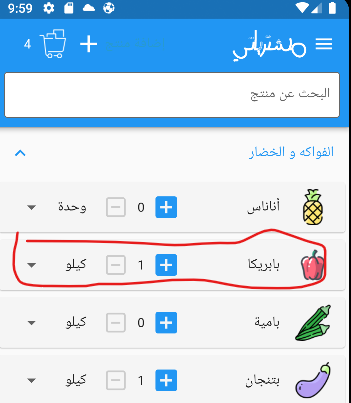 9:59
مشترياتي
4
البحث عن منتج
الفواكه و الخضار
أناناس 0 وحدة
بابريكا 1 كيلو
بامية 0 كيلو
بتنجان 1 كيلو